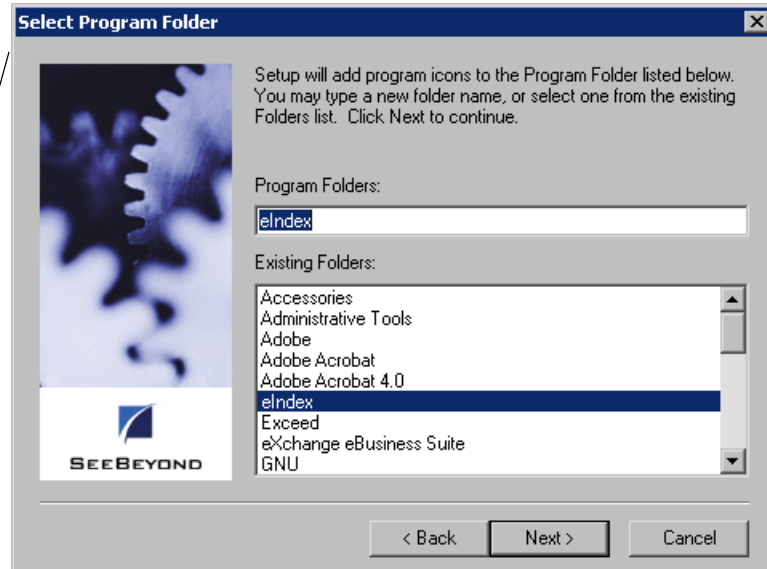 Select Program Folder
Setup will add program icons to the Program Folder listed below.
You may type a new folder name, or select one from the existing
Folders list. Click Next to continue.
Program Folders:
eIndex
Existing Folders:
Accessories
Administrative Tools
Adobe
Adobe Acrobat
Adobe Acrobat 4.0
eIndex
Exceed
eXchange eBusiness Suite
GNU
SEEBEYOND
< Back
Next >
Cancel